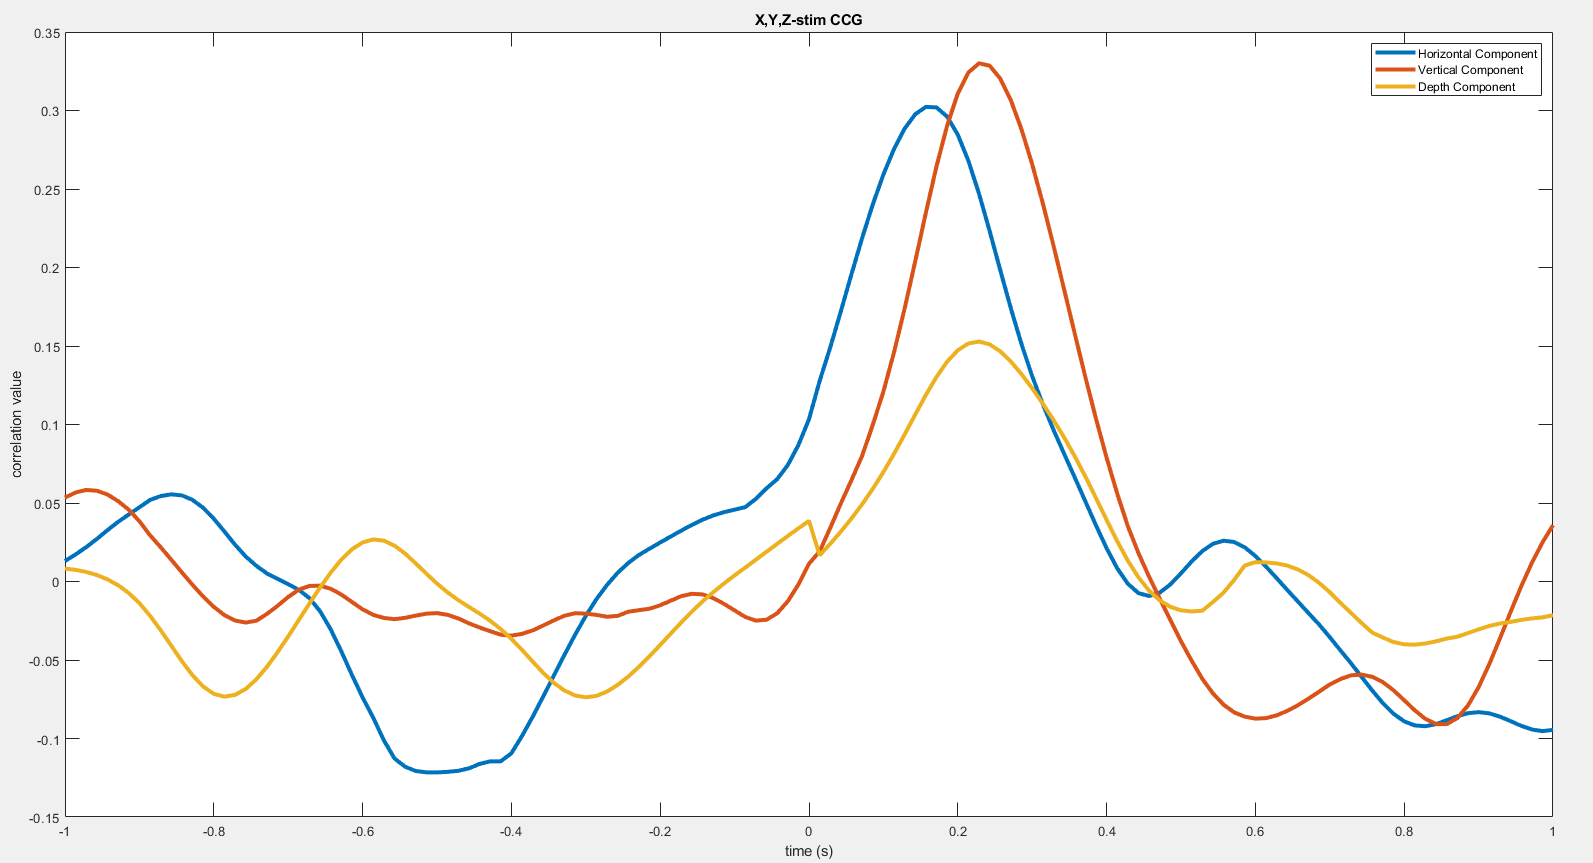 X,Y,Z-stim CCG
Horizontal Component
Vertical Component
Depth Component
correlation value
0.35
0.3
0.25
0.2
0.15
0.1
0.05
0
-0.05
-0.1
-0.15
-1 -0.8 -0.6 -0.4 -0.2 0 0.2 0.4 0.6 0.8 1
time (s)